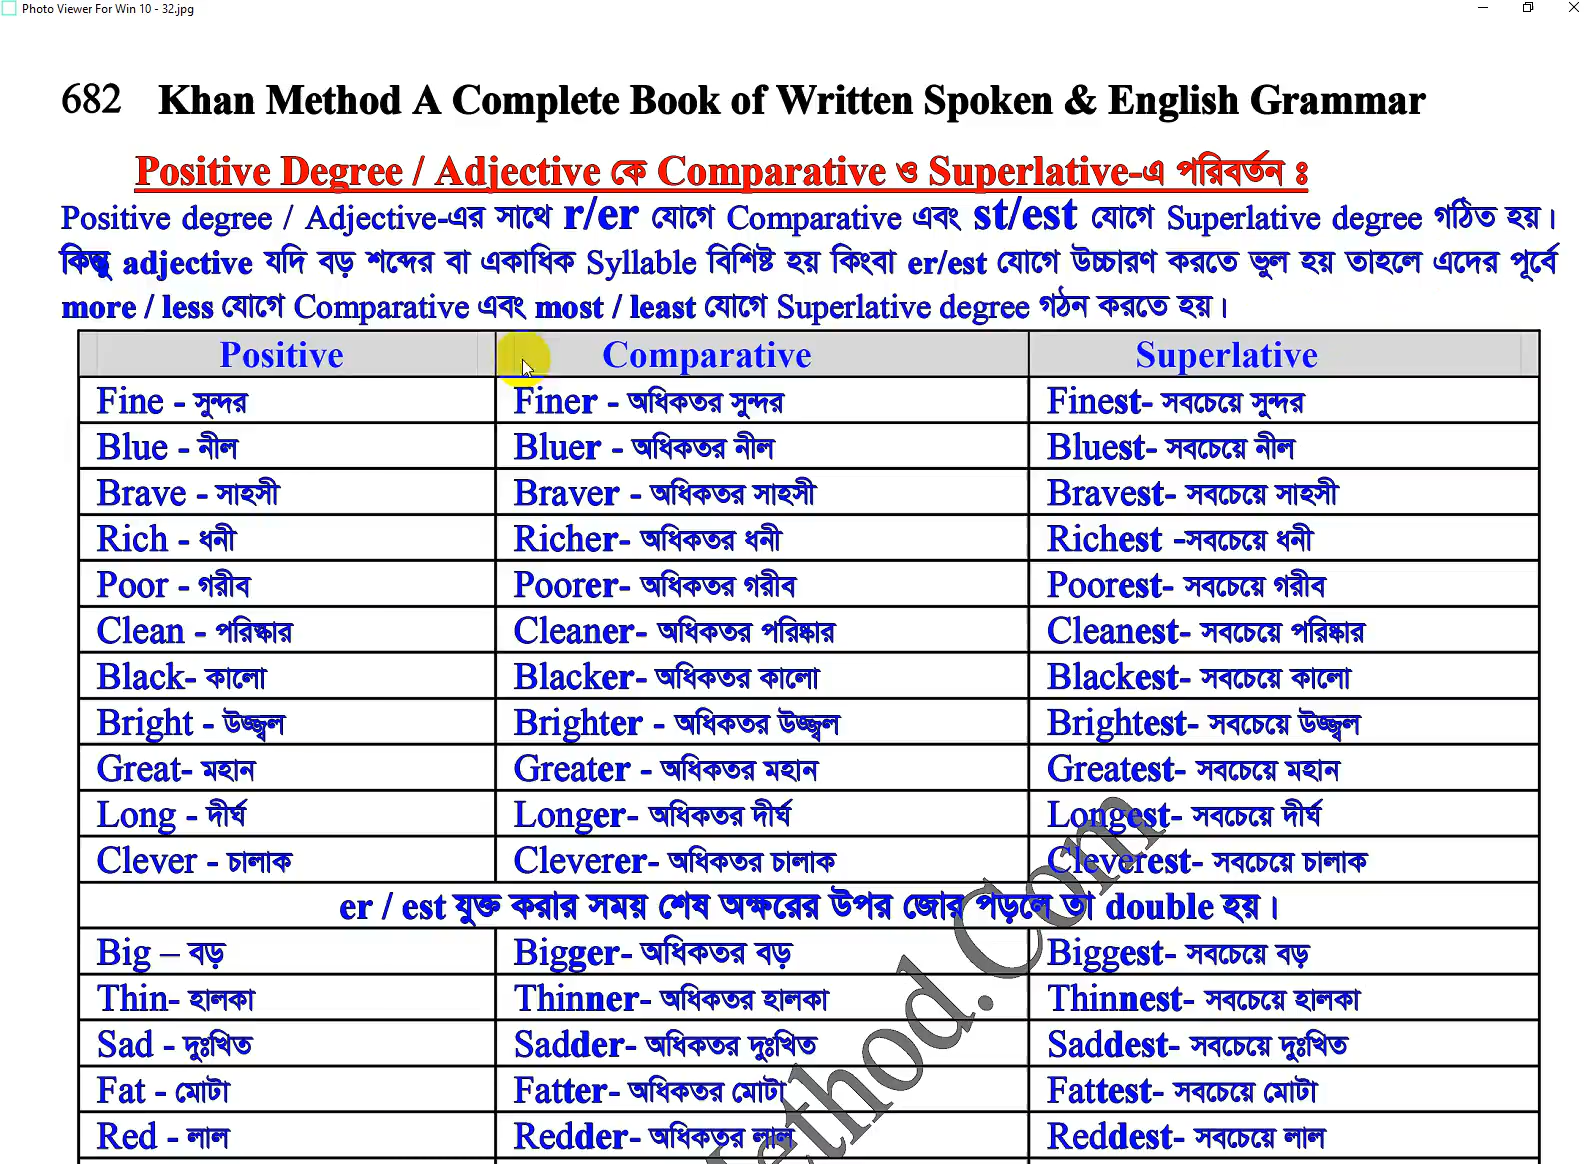 Photo Viewer For Win 10 - 32.jpg
682 Khan Method A Complete Book of Written Spoken & English Grammar
Positive Degree / Adjective কে Comparative ও Superlative-এ পরিবর্তন ঃ
Positive degree / Adjective-এর সাথে r/er যোগে Comparative এবং st/est যোগে Superlative degree গঠিত হয়।
কিন্তু adjective যদি বড় শব্দের বা একাধিক Syllable বিশিষ্ট হয় কিংবা er/est যোগে উচ্চারণ করতে ভুল হয় তাহলে এদের পূর্বে
more / less যোগে Comparative এবং most / least যোগে Superlative degree গঠন করতে হয়।
Positive Comparative Superlative
Fine - সুন্দর Finer - অধিকতর সুন্দর Finest- সবচেয়ে সুন্দর
Blue - নীল Bluer - অধিকতর নীল Bluest- সবচেয়ে নীল
Brave - সাহসী Braver - অধিকতর সাহসী Bravest- সবচেয়ে সাহসী
Rich - ধনী Richer- অধিকতর ধনী Richest -সবচেয়ে ধনী
Poor - গরীব Poorer- অধিকতর গরীব Poorest- সবচেয়ে গরীব
Clean - পরিষ্কার Cleaner- অধিকতর পরিষ্কার Cleanest- সবচেয়ে পরিষ্কার
Black- কালো Blacker- অধিকতর কালো Blackest- সবচেয়ে কালো
Bright - উজ্জ্বল Brighter - অধিকতর উজ্জ্বল Brightest- সবচেয়ে উজ্জ্বল
Great- মহান Greater - অধিকতর মহান Greatest- সবচেয়ে মহান
Long - দীর্ঘ Longer- অধিকতর দীর্ঘ Longest- সবচেয়ে দীর্ঘ
Clever - চালাক Cleverer- অধিকতর চালাক Cleverest- সবচেয়ে চালাক
er / est যুক্ত করার সময় শেষ অক্ষরের উপর জোর পড়লে তা double হয়।
Big – বড় Bigger- অধিকতর বড় Biggest- সবচেয়ে বড়
Thin- হালকা Thinner- অধিকতর হালকা Thinnest- সবচেয়ে হালকা
Sad - দুঃখিত Sadder- অধিকতর দুঃখিত Saddest- সবচেয়ে দুঃখিত
Fat - মোটা Fatter- অধিকতর মোটা Fattest- সবচেয়ে মোটা
Red - লাল Redder- অধিকতর লাল Reddest- সবচেয়ে লাল